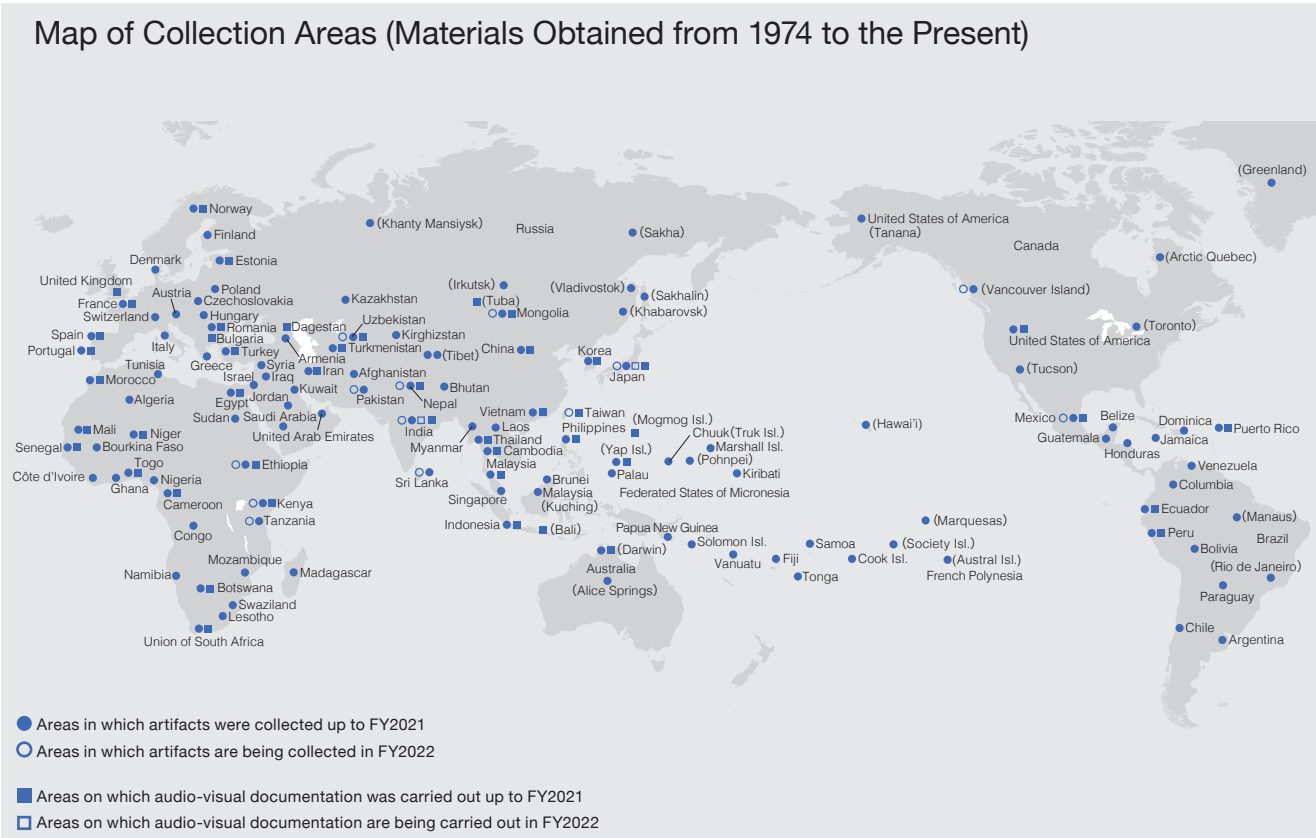 Map of Collection Areas (Materials Obtained from 1974 to the Present)
(Greenland)
Norway
(Khanty Mansiysk)
Russia
(Sakha)
United States of America
(Tanana)
Canada
Finland
Denmark
Estonia
(Arctic Quebec)
United Kingdom
Austria
Poland
(Irkutsk)
(Vladivostok)
(Vancouver Island)
France
Czechoslovakia
Kazakhstan
(Tuba)
(Sakhalin)
Switzerland
Hungary
Uzbekistan
Mongolia
(Khabarovsk)
Romania
Dagestan
(Toronto)
Spain
Bulgaria
Kirghizstan
United States of America
Portugal
Italy
Turkey
Armenia
Turkmenistan
(Tibet)
China
Korea
Greece
Tunisia
Syria
Iran
Afghanistan
Japan
(Tucson)
Morocco
Israel
Iraq
Kuwait
Pakistan
Bhutan
Algeria
Egypt
Jordan
Nepal
Sudan
Saudi Arabia
Vietnam
Taiwan
(Mogmog Isl.)
(Hawai'i)
Mexico
Belize
Dominica
Mali
Niger
United Arab Emirates
India
Laos
Philippines
Chuuk(Truk Isl.)
Puerto Rico
Senegal
Bourkina Faso
Myanmar
Thailand
Marshall Isl.
Guatemala
Jamaica
Cambodia
(Yap Isl.)
(Pohnpei)
Honduras
Togo
Ethiopia
Malaysia
Palau
Kiribati
Venezuela
Côte d'Ivoire
Ghana
Nigeria
Sri Lanka
Brunei
Columbia
Cameroon
Singapore
Malaysia
(Kuching)
Federated States of Micronesia
Kenya
Ecuador
Tanzania
Indonesia
(Bali)
Papua New Guinea
(Marquesas)
(Manaus)
Congo
Solomon Isl.
Samoa
(Society Isl.)
Peru
Brazil
Mozambique
(Darwin)
Vanuatu
Fiji
Cook Isl.
(Austral Isl.)
Bolivia
Namibia
Madagascar
Australia
Tonga
French Polynesia
(Rio de Janeiro)
Botswana
(Alice Springs)
Paraguay
Swaziland
Lesotho
Chile
Union of South Africa
Argentina
Areas in which artifacts were collected up to FY2021
Areas in which artifacts are being collected in FY2022
Areas on which audio-visual documentation was carried out up to FY2021
Areas on which audio-visual documentation are being carried out in FY2022